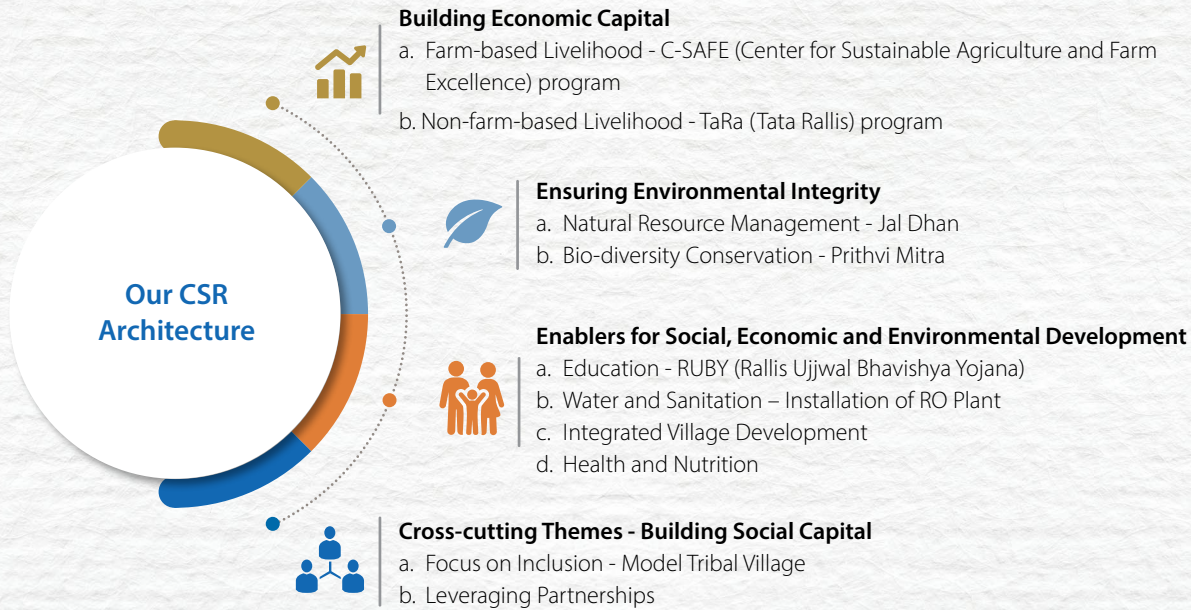 Building Economic Capital
a. Farm-based Livelihood - C-SAFE (Center for Sustainable Agriculture and Farm
Excellence) program
b. Non-farm-based Livelihood - TaRa (Tata Rallis) program
Ensuring Environmental Integrity
a. Natural Resource Management - Jal Dhan
b. Bio-diversity Conservation - Prithvi Mitra
Our CSR
Architecture
Enablers for Social, Economic and Environmental Development
a. Education - RUBY (Rallis Ujjwal Bhavishya Yojana)
b. Water and Sanitation – Installation of RO Plant
c. Integrated Village Development
d. Health and Nutrition
Cross-cutting Themes - Building Social Capital
a. Focus on Inclusion - Model Tribal Village
b. Leveraging Partnerships